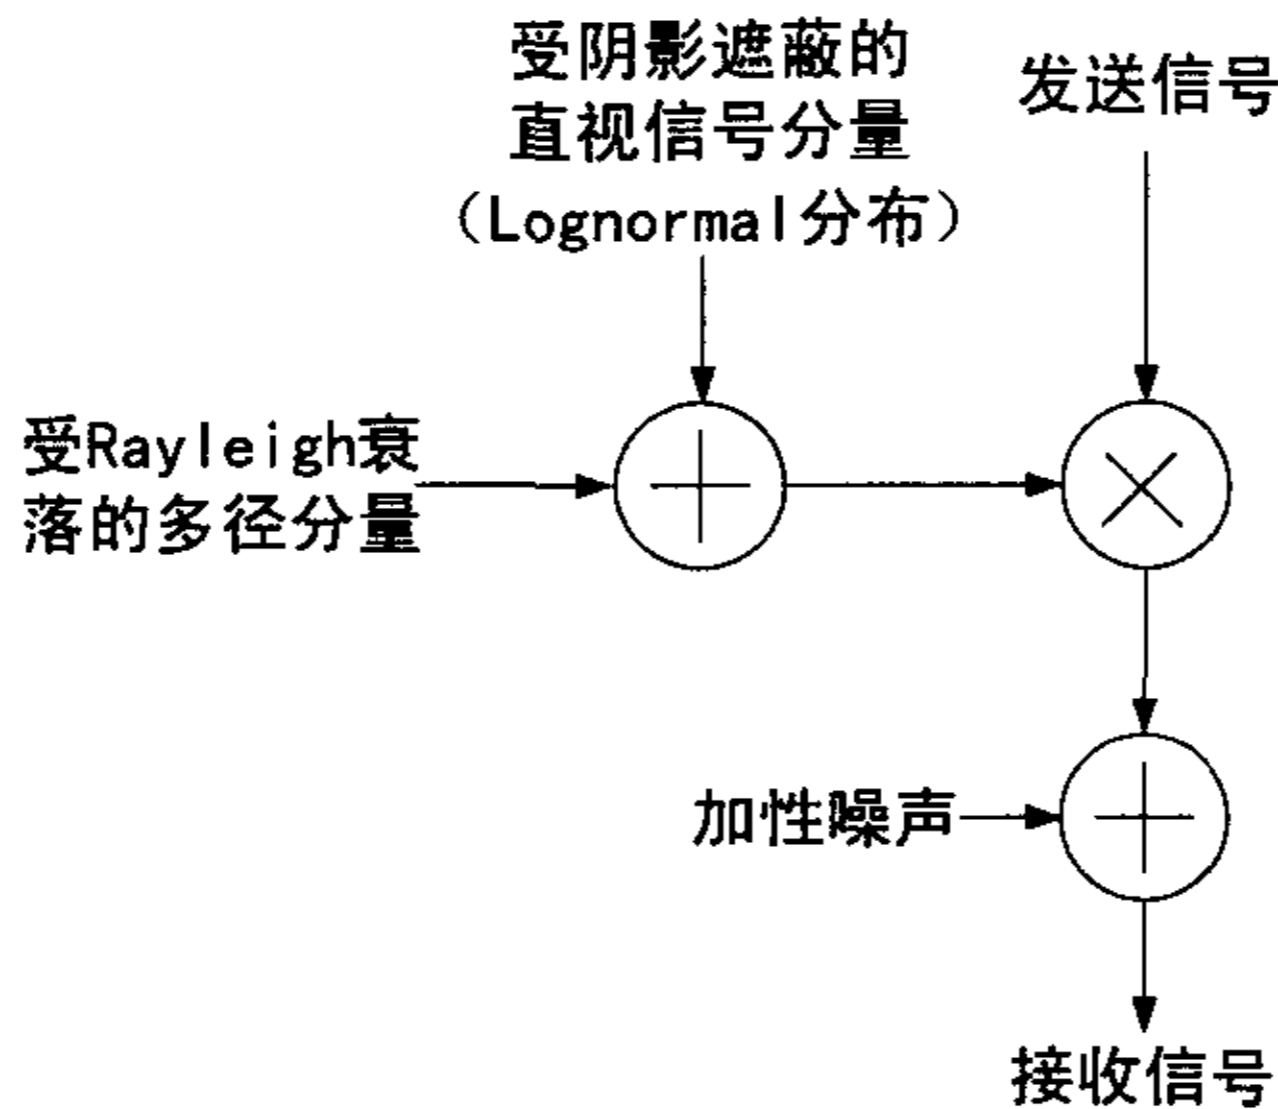 受阴影遮蔽的
直视信号分量
（Lognormal分布）
发送信号
受Rayleigh衰
落的多径分量
加性噪声
接收信号